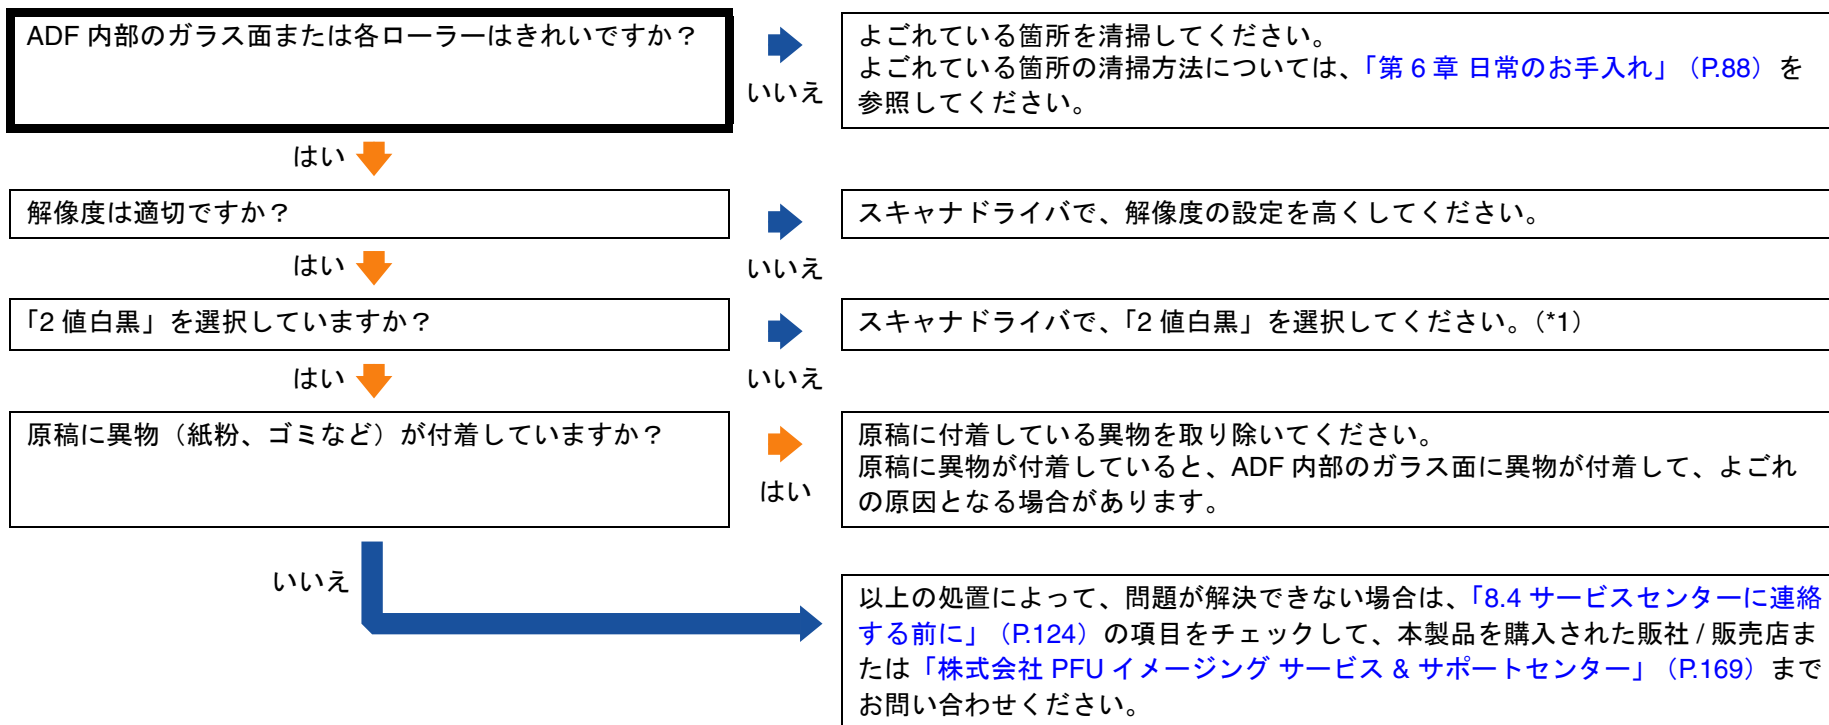 ADF 内部のガラス面または各ローラーはきれいですか？
いいえ
よごれている箇所を清掃してください。
よごれている箇所の清掃方法については、「第 6 章 日常のお手入れ」（P.88）を
参照してください。
はい
解像度は適切ですか？
いいえ
スキャナドライバで、解像度の設定を高くしてください。
はい
「2 値白黒」を選択していますか？
いいえ
スキャナドライバで、「2 値白黒」を選択してください。(*1)
はい
原稿に異物（紙粉、ゴミなど）が付着していますか？
はい
原稿に付着している異物を取り除いてください。
原稿に異物が付着していると、ADF 内部のガラス面に異物が付着して、よごれ
の原因となる場合があります。
いいえ
以上の処置によって、問題が解決できない場合は、「8.4 サービスセンターに連絡
する前に」（P.124）の項目をチェックして、本製品を購入された販社 / 販売店ま
たは「株式会社 PFU イメージング サービス & サポートセンター」（P.169）まで
お問い合わせください。